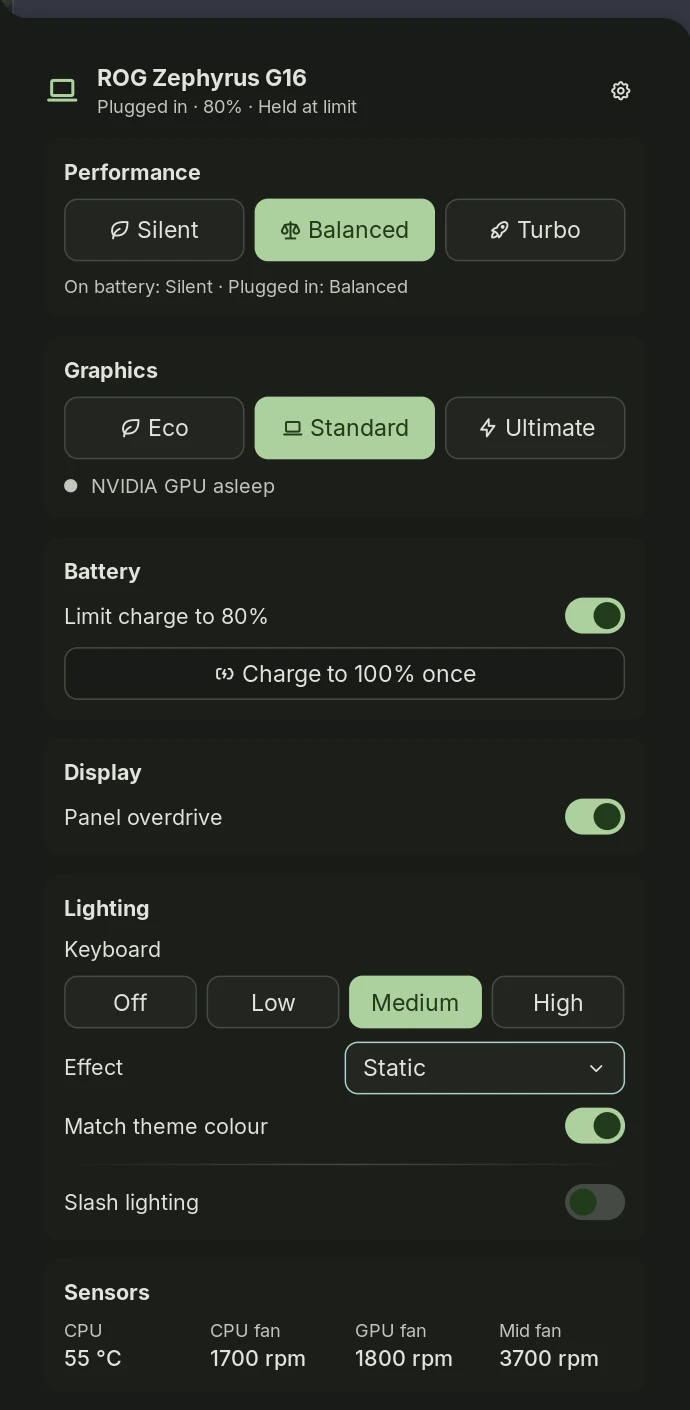 ROG Zephyrus G16
Plugged in · 80% · Held at limit
Performance
Silent
Balanced
Turbo
On battery: Silent · Plugged in: Balanced
Graphics
Eco
Standard
Ultimate
NVIDIA GPU asleep
Battery
Limit charge to 80%
Charge to 100% once
Display
Panel overdrive
Lighting
Keyboard
Off
Low
Medium
High
Effect
Static
Match theme colour
Slash lighting
Sensors
CPU
CPU fan
GPU fan
Mid fan
55 °C
1700 rpm
1800 rpm
3700 rpm